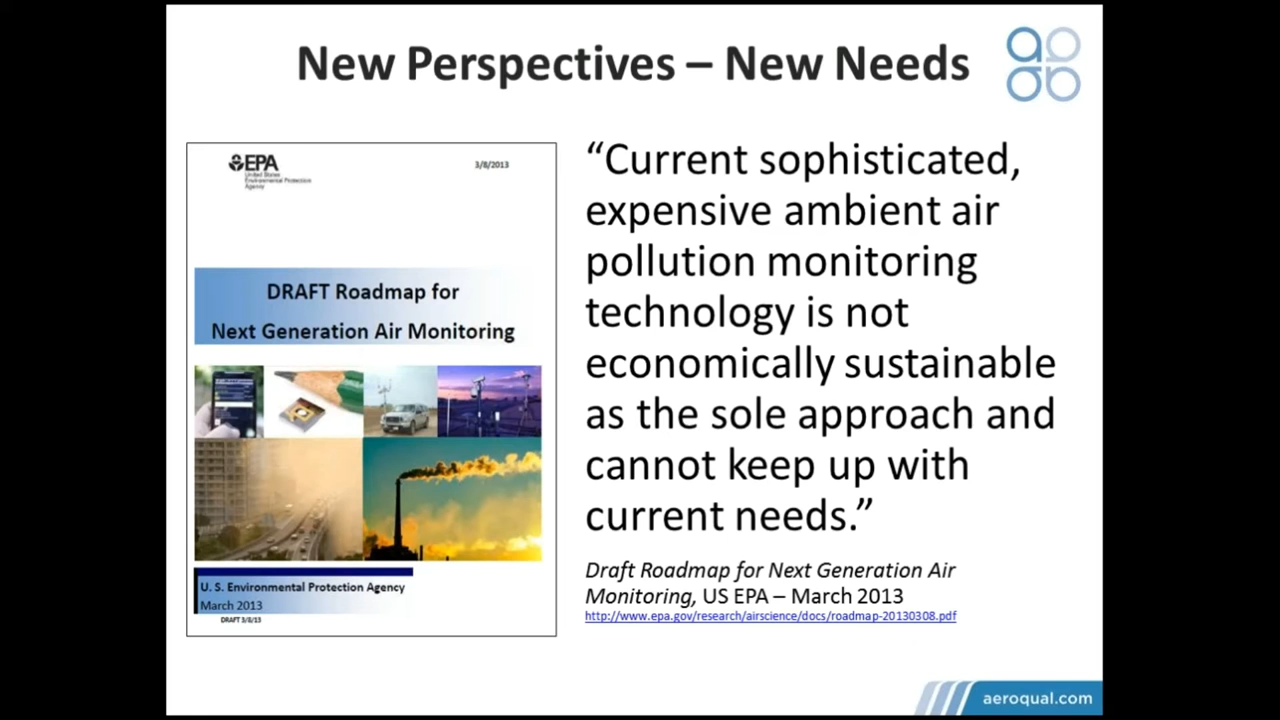 New Perspectives – New Needs
EPA
United States
Environmental Protection
Agency
3/8/2013
DRAFT Roadmap for
Next Generation Air Monitoring
U. S. Environmental Protection Agency
March 2013
DRAFT 3/8/13
“Current sophisticated,
expensive ambient air
pollution monitoring
technology is not
economically sustainable
as the sole approach and
cannot keep up with
current needs.”
Draft Roadmap for Next Generation Air
Monitoring, US EPA – March 2013
http://www.epa.gov/research/airscience/docs/roadmap-20130308.pdf
aeroqual.com